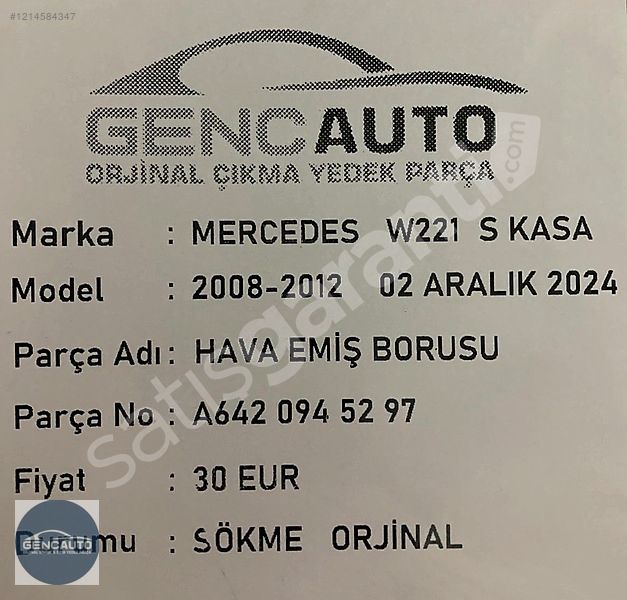 #1214584347
GENCAUTO
ORJİNAL ÇIKMA YEDEK PARÇA
Marka : MERCEDES W221 S KASA
Model : 2008-2012 02 ARALIK 2024
Parça Adı : HAVA EMİŞ BORUSU
Parça No : A642 094 52 97
Fiyat : 30 EUR
Durumu : SÖKME ORJİNAL
GENCAUTO
satışgaranti.com